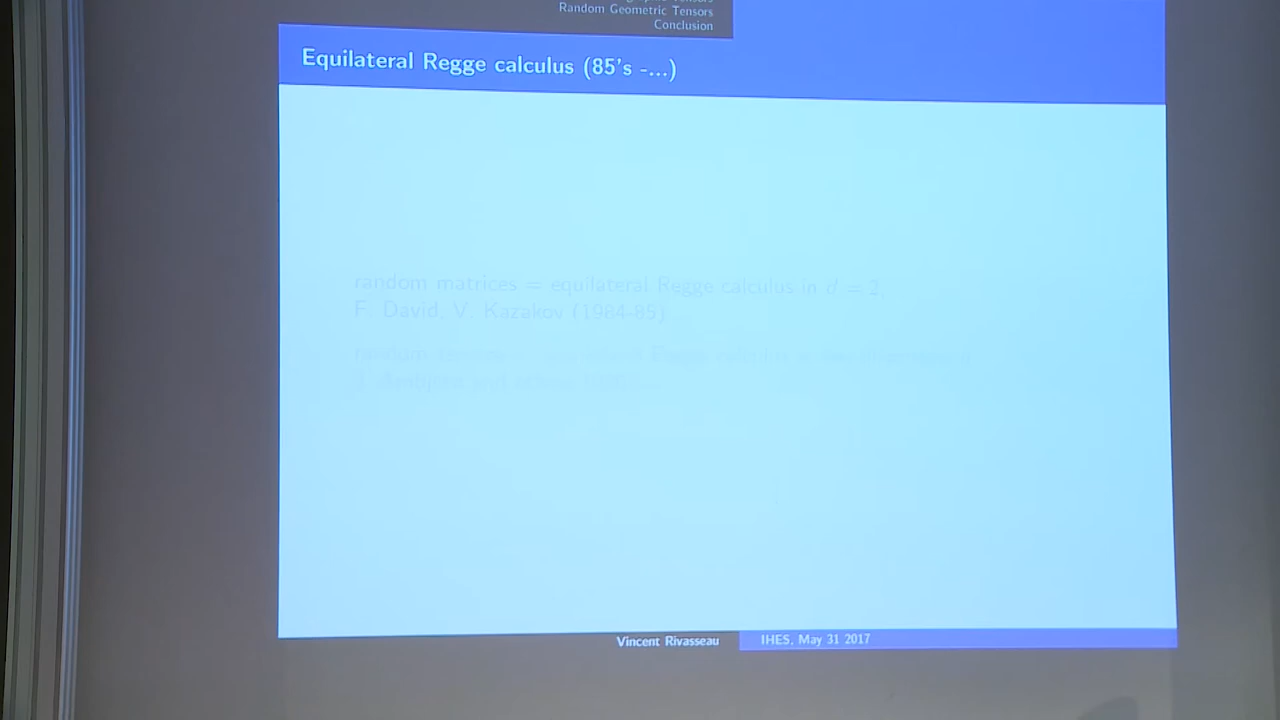 Random Geometric Tensors
Conclusion
Equilateral Regge calculus (85's -...)
random matrices = equilateral Regge calculus in d = 2
F. David, V. Kazakov (1984-85)
random
Vincent Rivasseau
IHES, May 31 2017